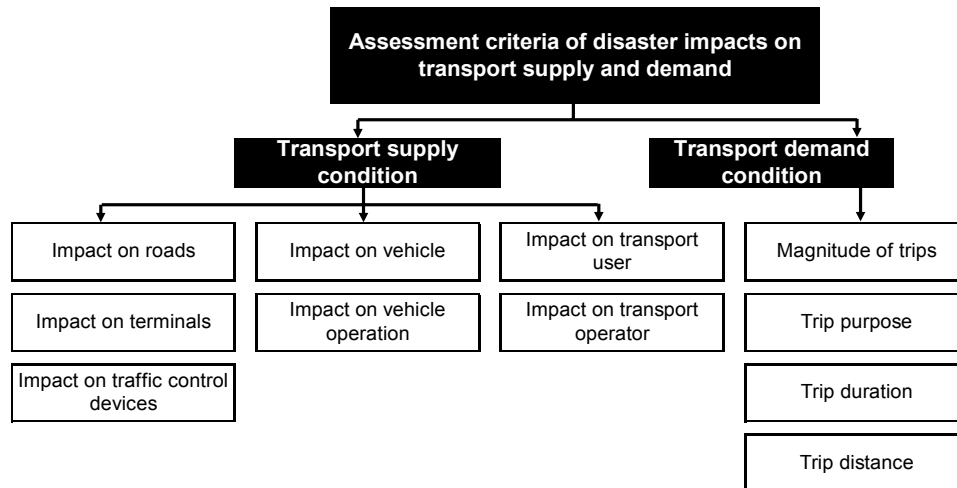 Assessment criteria of disaster impacts on
transport supply and demand
Transport supply
condition
Transport demand
condition
Impact on roads
Impact on vehicle
Impact on transport
user
Magnitude of trips
Impact on terminals
Impact on vehicle
operation
Impact on transport
operator
Trip purpose
Impact on traffic control
devices
Trip duration
Trip distance